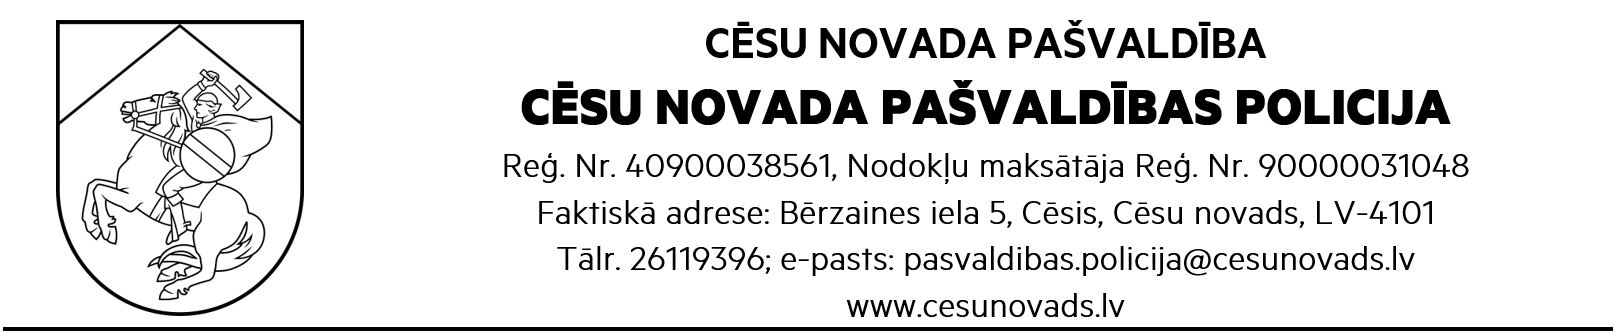 CĒSU NOVADA PAŠVALDĪBA
CĒSU NOVADA PAŠVALDĪBAS POLICIJA
Reģ. Nr. 40900038561, Nodokļu maksātāja Reģ. Nr. 90000031048
Faktiskā adrese: Bērzaines iela 5, Cēsis, Cēsu novads, LV-4101
Tālr. 26119396; e-pasts: pasvaldibas.policija@cesunovads.lv
www.cesunovads.lv